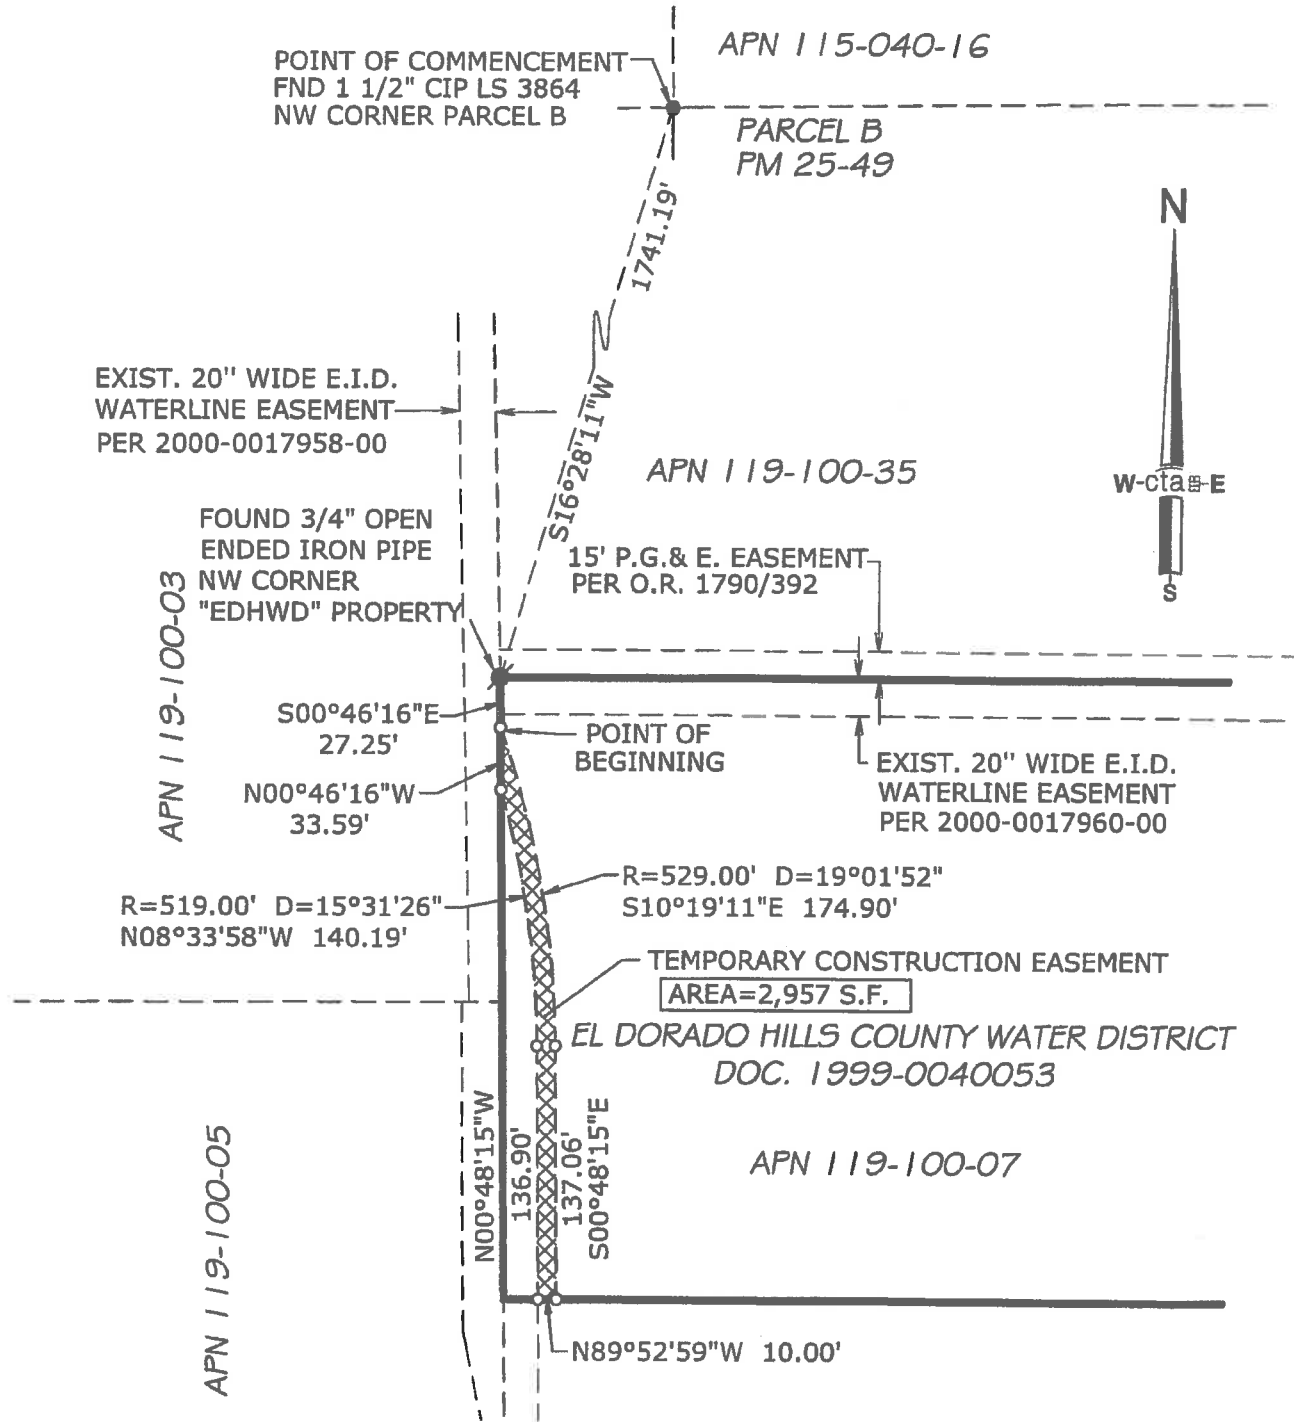 APN 115-040-16
POINT OF COMMENCEMENT
FND 1 1/2" CIP LS 3864
NW CORNER PARCEL B
PARCEL B
PM 25-49
1741.19'
N
EXIST. 20" WIDE E.I.D.
WATERLINE EASEMENT
PER 2000-0017958-00
S16°28'11"W
APN 119-100-35
W-cta-E
S
FOUND 3/4" OPEN
ENDED IRON PIPE
NW CORNER
"EDHWD" PROPERTY
15' P.G.& E. EASEMENT
PER O.R. 1790/392
APN 119-100-03
S00°46'16"E
27.25'
POINT OF
BEGINNING
N00°46'16"W
33.59'
EXIST. 20" WIDE E.I.D.
WATERLINE EASEMENT
PER 2000-0017960-00
R=529.00' D=19°01'52"
S10°19'11"E 174.90'
R=519.00' D=15°31'26"
N08°33'58"W 140.19'
TEMPORARY CONSTRUCTION EASEMENT
AREA=2,957 S.F.
EL DORADO HILLS COUNTY WATER DISTRICT
DOC. 1999-0040053
N00°48'15"W
136.90'
137.06'
S00°48'15"E
APN 119-100-07
APN 119-100-05
N89°52'59"W 10.00'